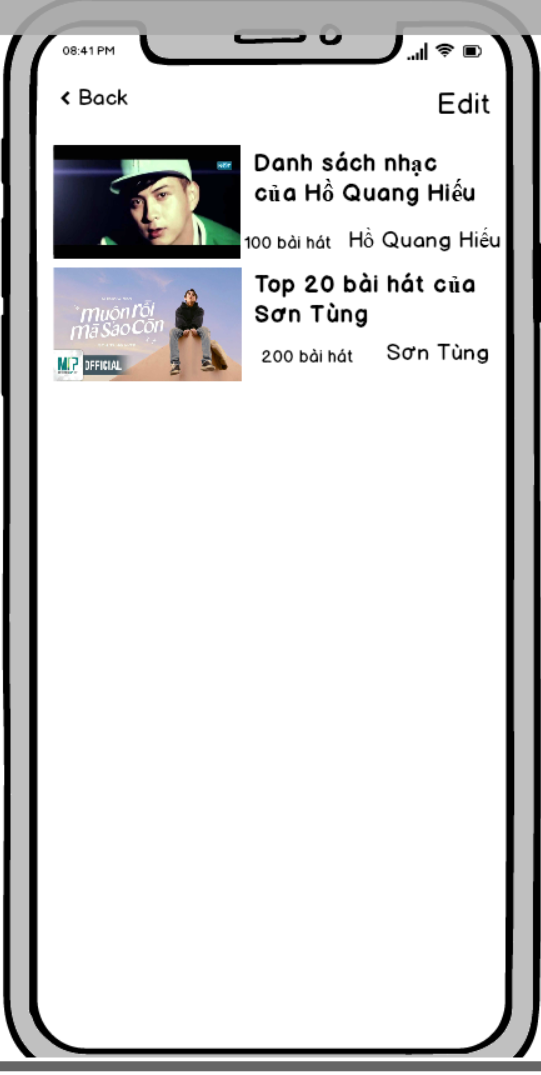 08:41 PM
Back
Edit
Danh sách nhạc
của Hồ Quang Hiếu
100 bài hát
Hồ Quang Hiếu
muộn rồi
mà sao còn
OFFICIAL
Top 20 bài hát của
Sơn Tùng
200 bài hát
Sơn Tùng